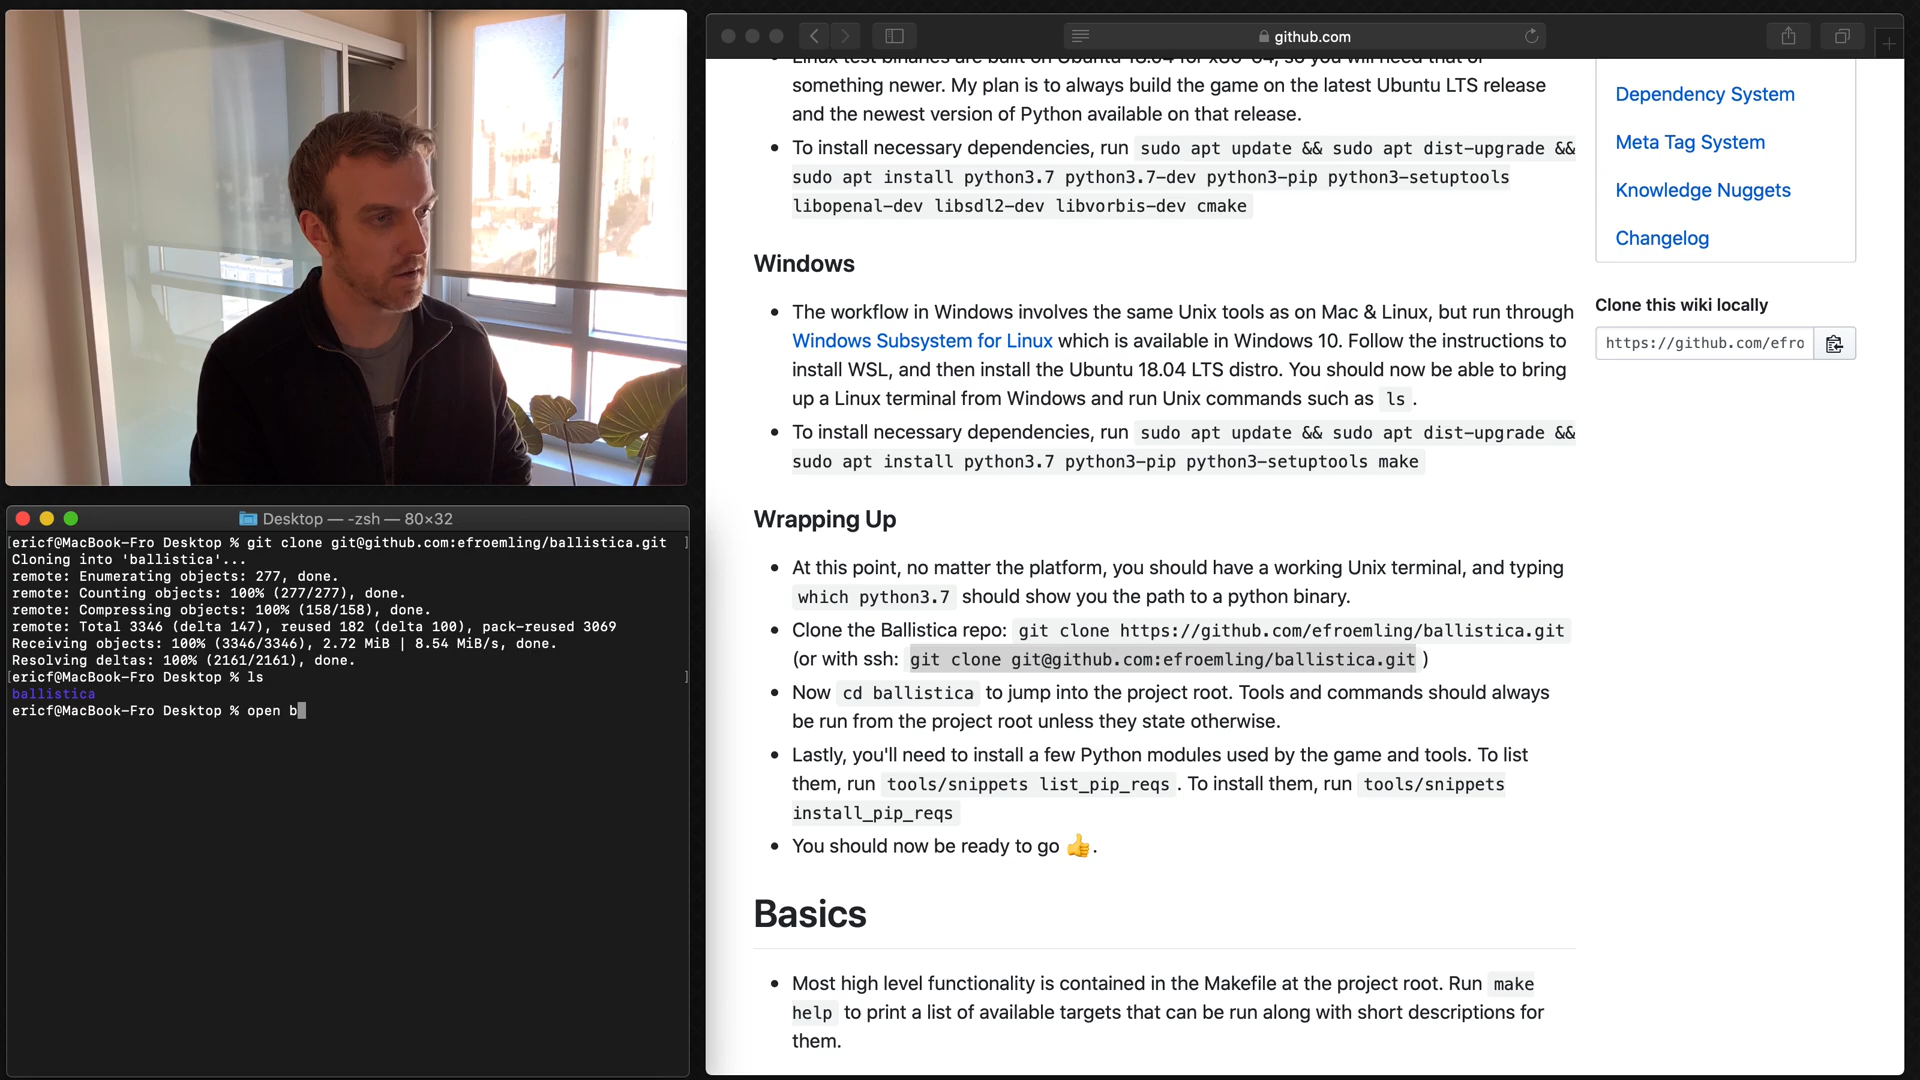 Desktop — -zsh — 80×32
[ericf@MacBook-Fro Desktop % git clone git@github.com:efroemling/ballistica.git ]
Cloning into 'ballistica'...
remote: Enumerating objects: 277, done.
remote: Counting objects: 100% (277/277), done.
remote: Compressing objects: 100% (158/158), done.
remote: Total 3346 (delta 147), reused 182 (delta 100), pack-reused 3069
Receiving objects: 100% (3346/3346), 2.72 MiB | 8.54 MiB/s, done.
Resolving deltas: 100% (2161/2161), done.
[ericf@MacBook-Fro Desktop % ls ]
ballistica
ericf@MacBook-Fro Desktop % open b
github.com
Linux test binaries are built on Ubuntu 18.04 for x86-64, so you will need that or
something newer. My plan is to always build the game on the latest Ubuntu LTS release
and the newest version of Python available on that release.
• To install necessary dependencies, run sudo apt update && sudo apt dist-upgrade &&
sudo apt install python3.7 python3.7-dev python3-pip python3-setuptools
libopenal-dev libsdl2-dev libvorbis-dev cmake
Windows
• The workflow in Windows involves the same Unix tools as on Mac & Linux, but run through
Windows Subsystem for Linux which is available in Windows 10. Follow the instructions to
install WSL, and then install the Ubuntu 18.04 LTS distro. You should now be able to bring
up a Linux terminal from Windows and run Unix commands such as ls .
• To install necessary dependencies, run sudo apt update && sudo apt dist-upgrade &&
sudo apt install python3.7 python3-pip python3-setuptools make
Wrapping Up
• At this point, no matter the platform, you should have a working Unix terminal, and typing
which python3.7 should show you the path to a python binary.
• Clone the Ballistica repo: git clone https://github.com/efroemling/ballistica.git
(or with ssh: git clone git@github.com:efroemling/ballistica.git )
• Now cd ballistica to jump into the project root. Tools and commands should always
be run from the project root unless they state otherwise.
• Lastly, you'll need to install a few Python modules used by the game and tools. To list
them, run tools/snippets list_pip_reqs . To install them, run tools/snippets
install_pip_reqs
• You should now be ready to go 👍.
Basics
• Most high level functionality is contained in the Makefile at the project root. Run make
help to print a list of available targets that can be run along with short descriptions for
them.
Dependency System
Meta Tag System
Knowledge Nuggets
Changelog
Clone this wiki locally
https://github.com/efro